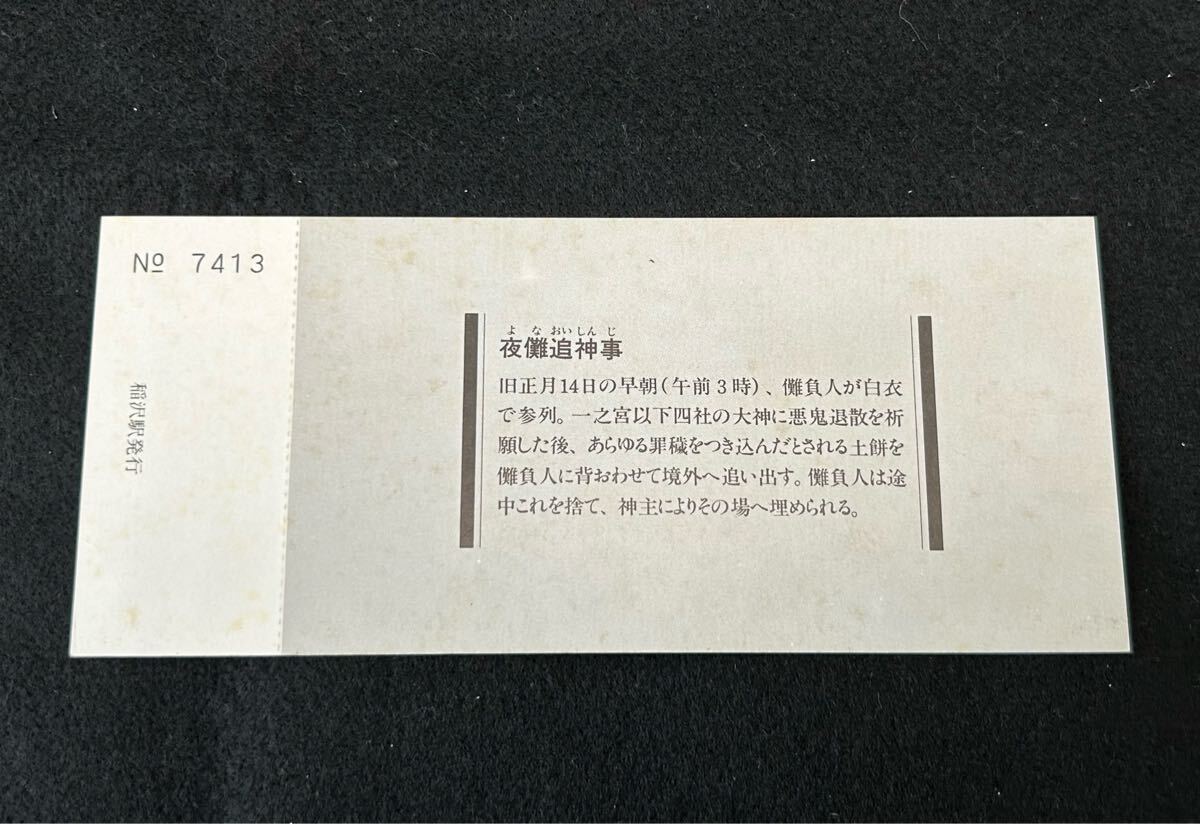 № 7413
稲沢駅発行
よなおいしんじ
夜儺追神事
旧正月14日の早朝(午前3時)、儺負人が白衣
で参列。一之宮以下四社の大神に悪鬼退散を祈
願した後、あらゆる罪穢をつき込んだとされる土餅を
儺負人に背おわせて境外へ追い出す。儺負人は途
中これを捨て、神主によりその場へ埋められる。